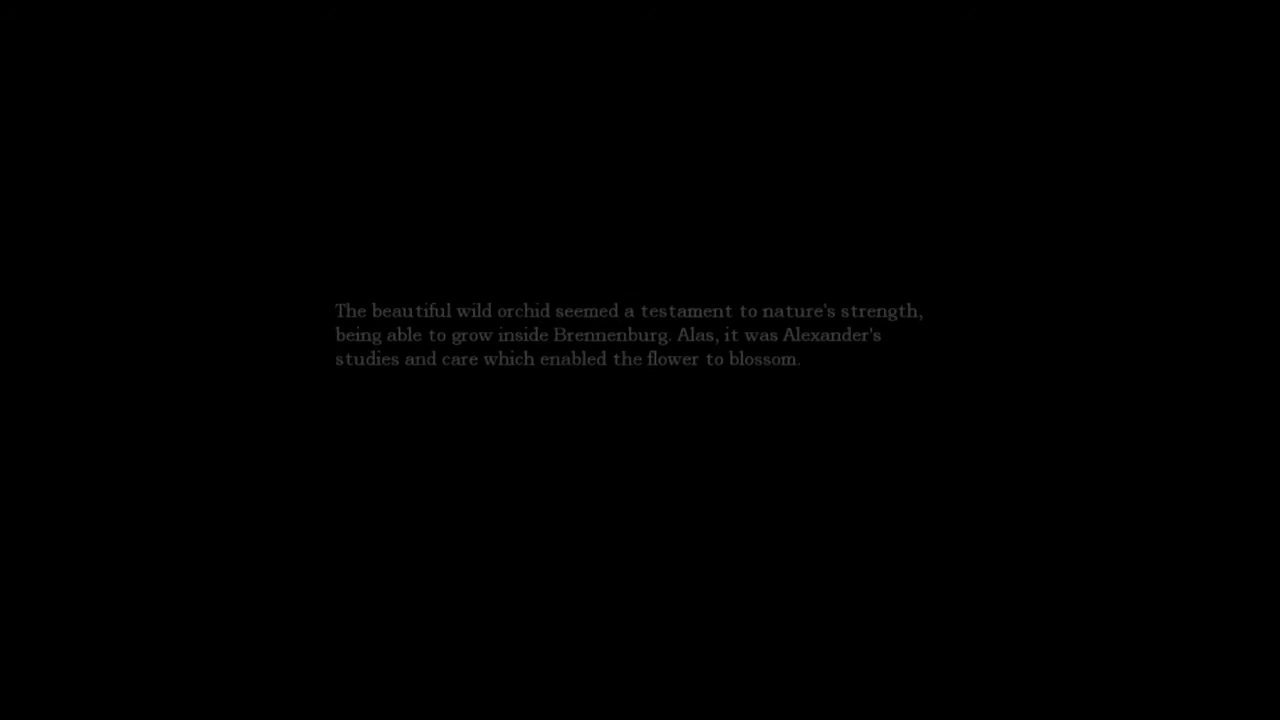 The beautiful wild orchid seemed a testament to nature's strength,
being able to grow inside Brennenburg. Alas, it was Alexander's
studies and care which enabled the flower to blossom.